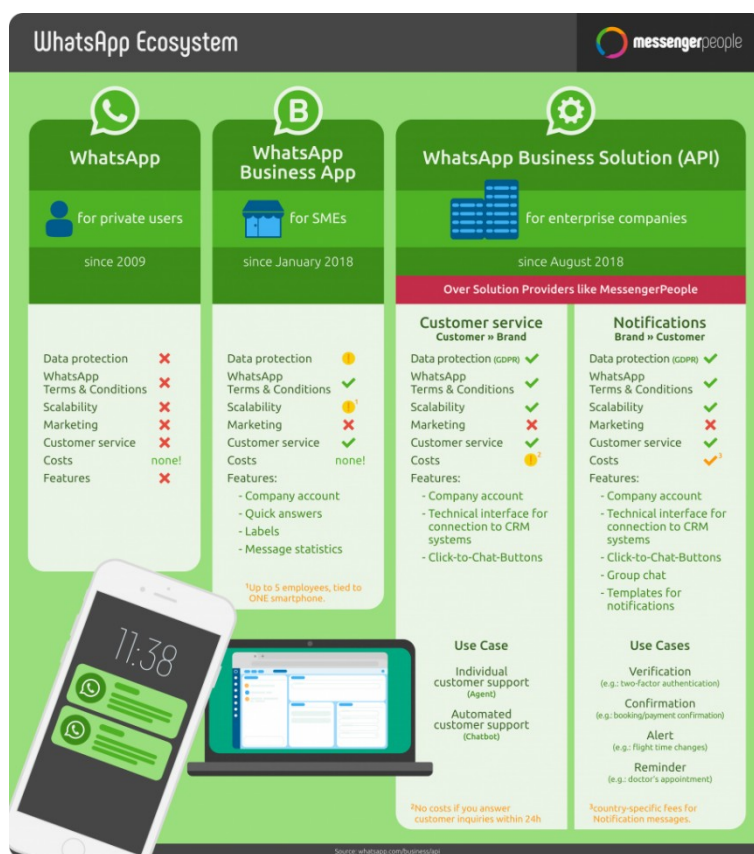 WhatsApp Ecosystem
messengerpeople
WhatsApp
for private users
since 2009
Data protection ✕
WhatsApp
Terms & Conditions ✕
Scalability ✕
Marketing ✕
Customer service ✕
Costs none!
Features ✕
B
WhatsApp
Business App
for SMEs
since January 2018
Data protection !
WhatsApp
Terms & Conditions ✓
Scalability ! 1
Marketing ✕
Customer service ✓
Costs none!
Features:
- Company account
- Quick answers
- Labels
- Message statistics
1Up to 5 employees, tied to
ONE smartphone.
WhatsApp Business Solution (API)
for enterprise companies
since August 2018
Over Solution Providers like MessengerPeople
Customer service
Customer » Brand
Data protection (GDPR) ✓
WhatsApp
Terms & Conditions ✓
Scalability ✓
Marketing ✕
Customer service ✓
Costs ! 2
Features:
- Company account
- Technical interface for
connection to CRM
systems
- Click-to-Chat-Buttons
Use Case
Individual
customer support
(Agent)
Automated
customer support
(Chatbot)
2No costs if you answer
customer inquiries within 24h
Notifications
Brand » Customer
Data protection (GDPR) ✓
WhatsApp
Terms & Conditions ✓
Scalability ✓
Marketing ✕
Customer service ✓
Costs ✓ 3
Features:
- Company account
- Technical interface for
connection to CRM
systems
- Click-to-Chat-Buttons
- Group chat
- Templates for
notifications
Use Cases
Verification
(e.g.: two-factor authentication)
Confirmation
(e.g.: booking/payment confirmation)
Alert
(e.g.: flight time changes)
Reminder
(e.g.: doctor's appointment)
3country-specific fees for
Notification messages.
11:38
Source: whatsapp.com/business/api